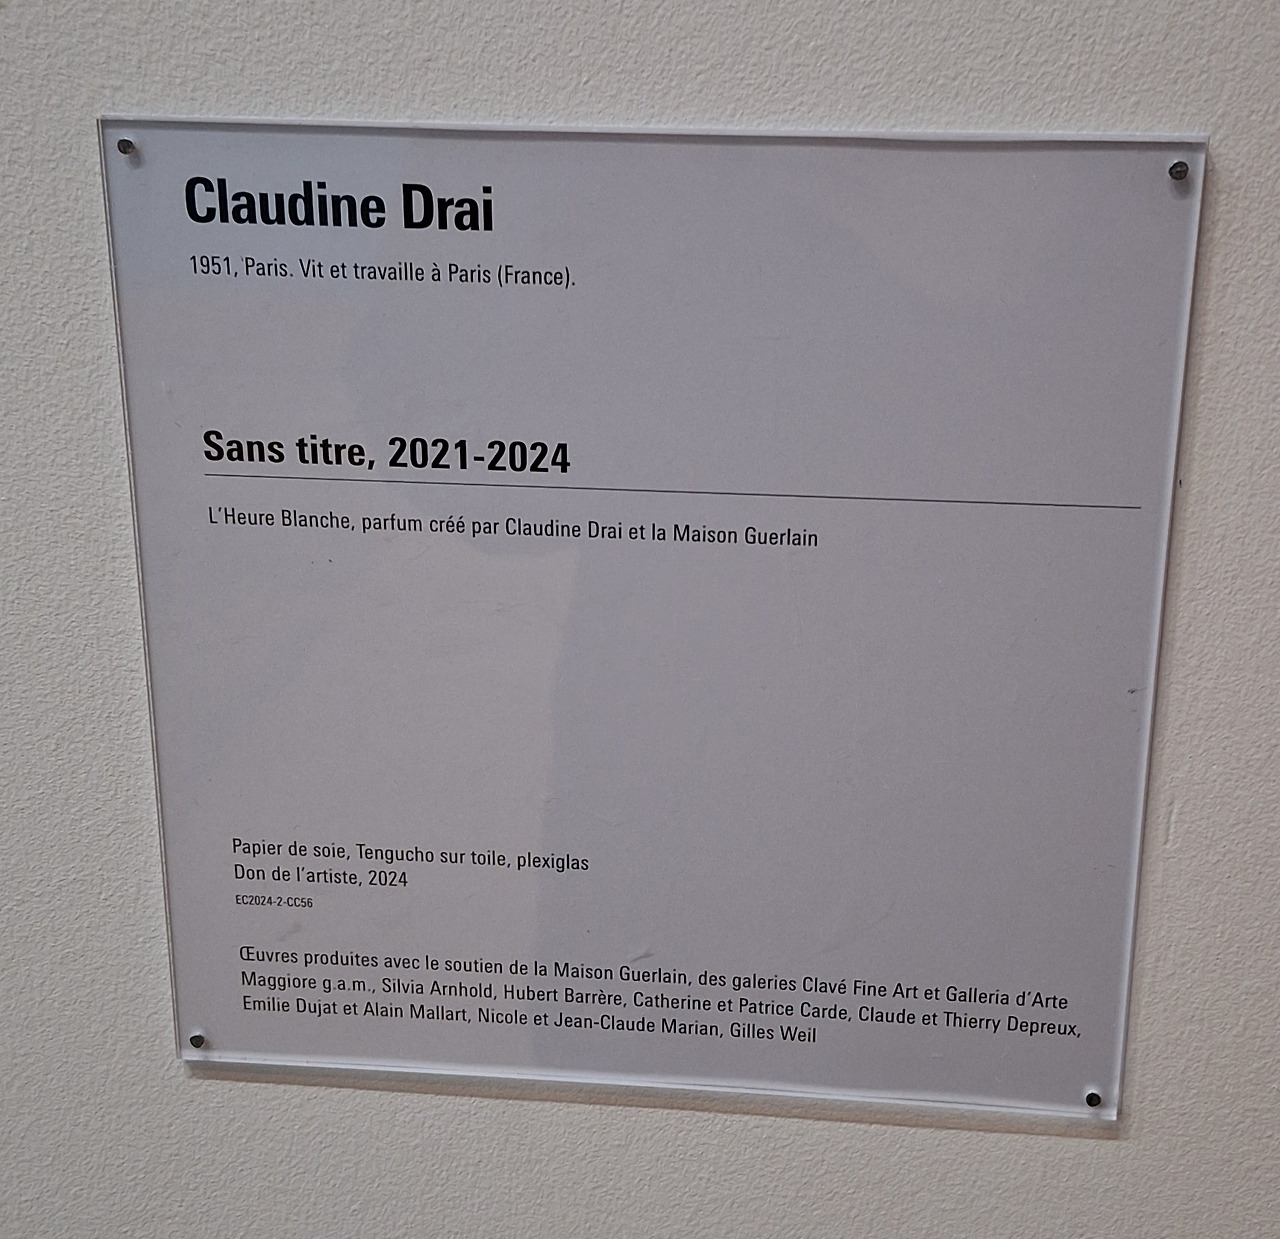 Claudine Drai
1951, Paris. Vit et travaille à Paris (France).
Sans titre, 2021-2024
L'Heure Blanche, parfum créé par Claudine Drai et la Maison Guerlain
Papier de soie, Tengucho sur toile, plexiglas
Don de l'artiste, 2024
EC2024-2-CC56
Œuvres produites avec le soutien de la Maison Guerlain, des galeries Clavé Fine Art et Galleria d'Arte
Maggiore g.a.m., Silvia Arnhold, Hubert Barrère, Catherine et Patrice Carde, Claude et Thierry Depreux,
Emilie Dujat et Alain Mallart, Nicole et Jean-Claude Marian, Gilles Weil